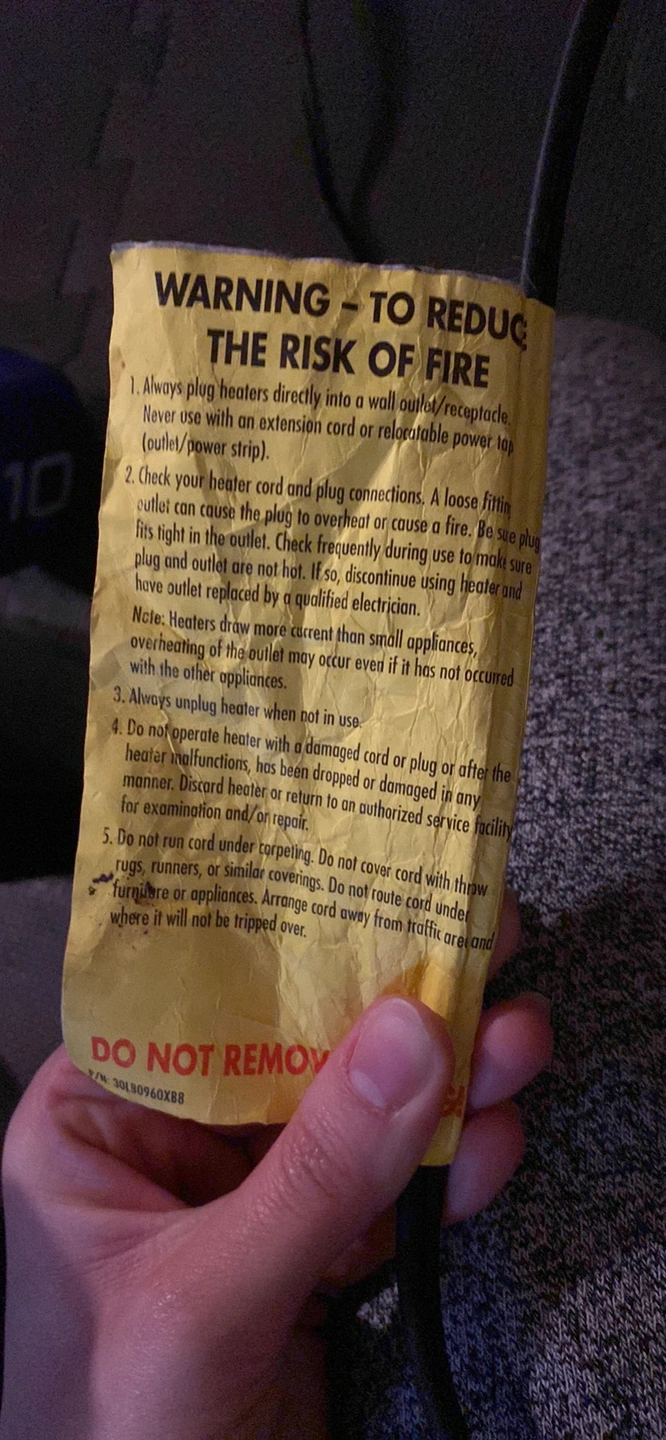 WARNING – TO REDUC
THE RISK OF FIRE
1. Always plug heaters directly into a wall outlet/receptacle.
Never use with an extension cord or relocatable power tap
(outlet/power strip).
2. Check your heater cord and plug connections. A loose fittin
outlet can cause the plug to overheat or cause a fire. Be sue plug
fits tight in the outlet. Check frequently during use to make sure
plug and outlet are not hot. If so, discontinue using heater and
have outlet replaced by a qualified electrician.
Note: Heaters draw more current than small appliances,
overheating of the outlet may occur even if it has not occurred
with the other appliances.
3. Always unplug heater when not in use.
4. Do not operate heater with a damaged cord or plug or after the
heater malfunctions, has been dropped or damaged in any
manner. Discard heater or return to an authorized service facility
for examination and/or repair.
5. Do not run cord under carpeting. Do not cover cord with throw
rugs, runners, or similar coverings. Do not route cord under
furniture or appliances. Arrange cord away from traffic area and
where it will not be tripped over.
DO NOT REMOV
P/N: 30LB0960XB8
10